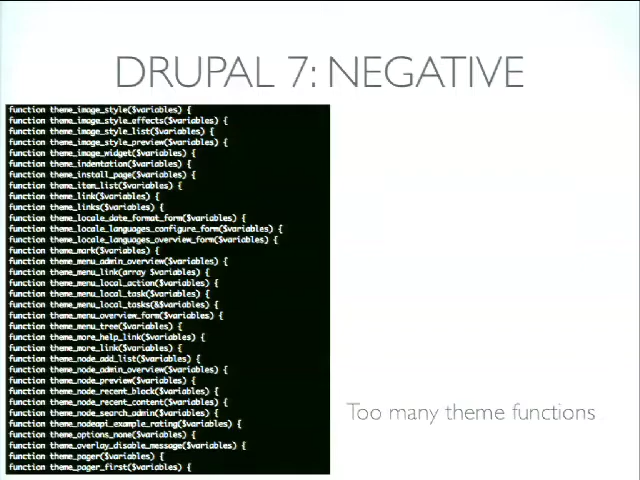 DRUPAL 7: NEGATIVE
function theme_image_style($variables) {
function theme_image_style_effects($variables) {
function theme_image_style_list($variables) {
function theme_image_style_preview($variables) {
function theme_image_widget($variables) {
function theme_indentation($variables) {
function theme_install_page($variables) {
function theme_item_list($variables) {
function theme_link($variables) {
function theme_links($variables) {
function theme_locale_date_format_form($variables) {
function theme_locale_languages_configure_form($variables) {
function theme_locale_languages_overview_form($variables) {
function theme_mark($variables) {
function theme_menu_admin_overview($variables) {
function theme_menu_link(array $variables) {
function theme_menu_local_action($variables) {
function theme_menu_local_task($variables) {
function theme_menu_local_tasks(&$variables) {
function theme_menu_overview_form($variables) {
function theme_menu_tree($variables) {
function theme_more_help_link($variables) {
function theme_more_link($variables) {
function theme_node_add_list($variables) {
function theme_node_admin_overview($variables) {
function theme_node_preview($variables) {
function theme_node_recent_block($variables) {
function theme_node_recent_content($variables) {
function theme_node_search_admin($variables) {
function theme_nodeapi_example_rating($variables) {
function theme_options_none($variables) {
function theme_overlay_disable_message($variables) {
function theme_pager($variables) {
function theme_pager_first($variables) {
Too many theme functions